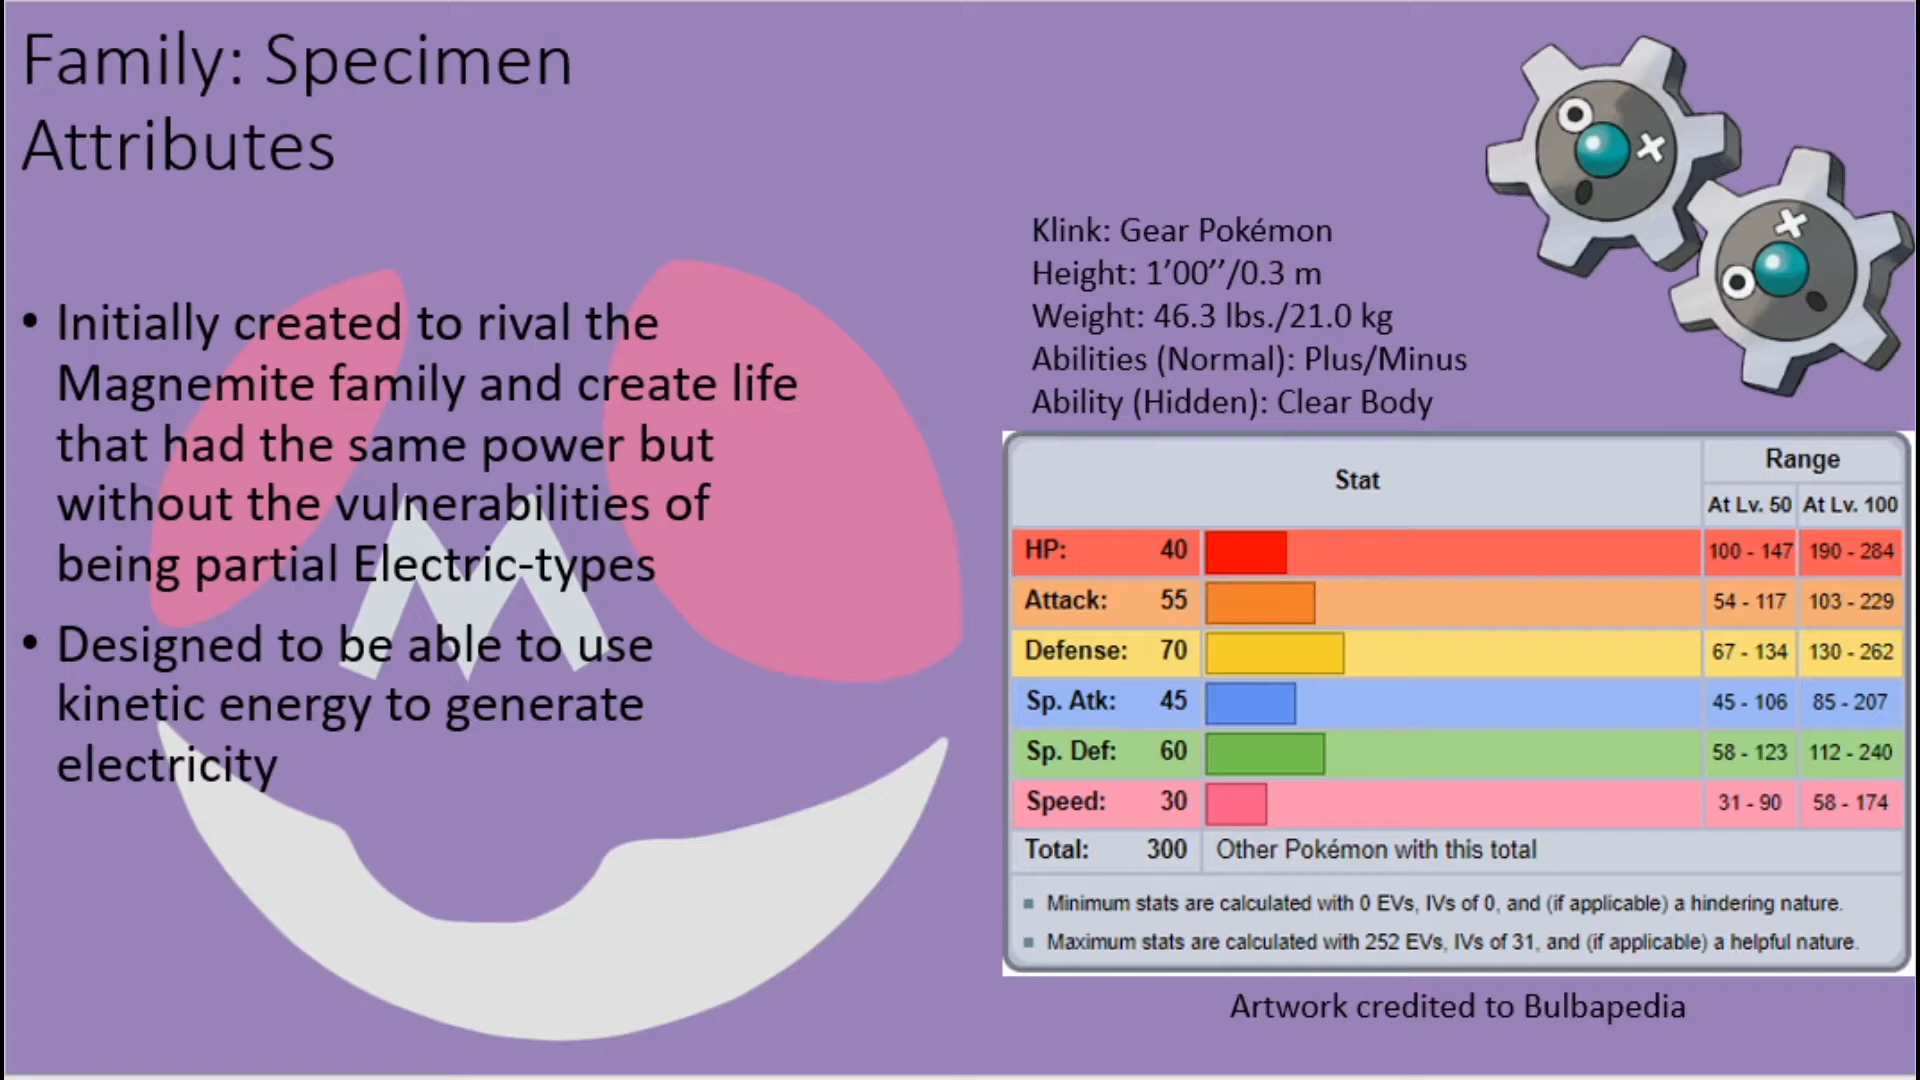 Family: Specimen
Attributes
• Initially created to rival the
Magnemite family and create life
that had the same power but
without the vulnerabilities of
being partial Electric-types
• Designed to be able to use
kinetic energy to generate
electricity
M
Klink: Gear Pokémon
Height: 1’00’’/0.3 m
Weight: 46.3 lbs./21.0 kg
Abilities (Normal): Plus/Minus
Ability (Hidden): Clear Body
Stat Range
At Lv. 50 At Lv. 100
HP: 40 100 - 147 190 - 284
Attack: 55 54 - 117 103 - 229
Defense: 70 67 - 134 130 - 262
Sp. Atk: 45 45 - 106 85 - 207
Sp. Def: 60 58 - 123 112 - 240
Speed: 30 31 - 90 58 - 174
Total: 300 Other Pokémon with this total
Minimum stats are calculated with 0 EVs, IVs of 0, and (if applicable) a hindering nature.
Maximum stats are calculated with 252 EVs, IVs of 31, and (if applicable) a helpful nature.
Artwork credited to Bulbapedia